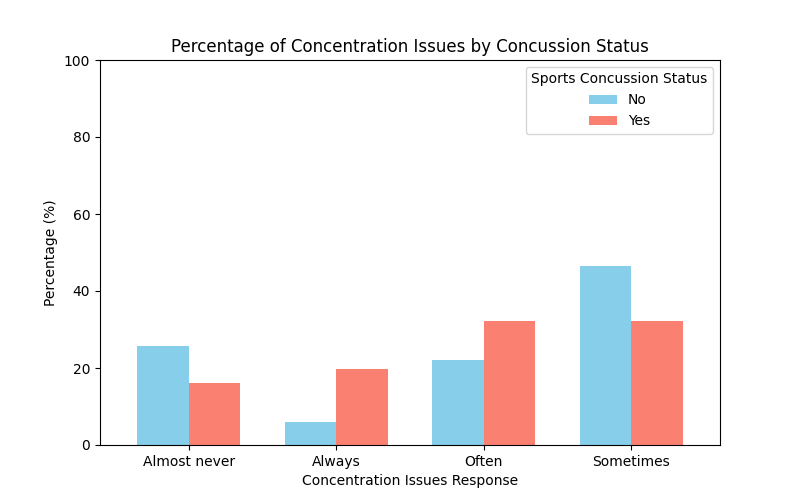 Percentage of Concentration Issues by Concussion Status
Sports Concussion Status
No
Yes
Percentage (%)
100
80
60
40
20
0
Almost never Always Often Sometimes
Concentration Issues Response